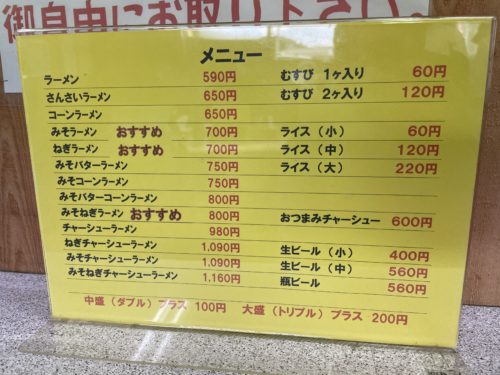 御自由にお取り下さい。
メニュー
ラーメン 590円
さんさいラーメン 650円
コーンラーメン 650円
みそラーメン おすすめ 700円
ねぎラーメン おすすめ 700円
みそバターラーメン 750円
みそコーンラーメン 750円
みそバターコーンラーメン 800円
みそねぎラーメン おすすめ 800円
チャーシューラーメン 980円
ねぎチャーシューラーメン 1,090円
みそチャーシューラーメン 1,090円
みそねぎチャーシューラーメン 1,160円
むすび 1ヶ入り 60円
むすび 2ヶ入り 120円
ライス（小） 60円
ライス（中） 120円
ライス（大） 220円
おつまみチャーシュー 600円
生ビール（小） 400円
生ビール（中） 560円
瓶ビール 560円
中盛（ダブル）プラス 100円 大盛（トリプル）プラス 200円